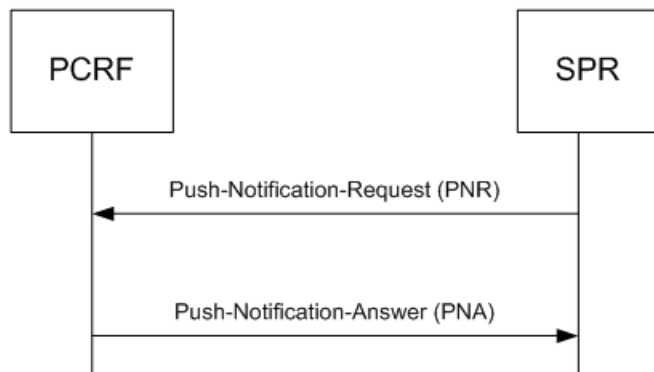 PCRF
SPR
Push-Notification-Request (PNR)
Push-Notification-Answer (PNA)